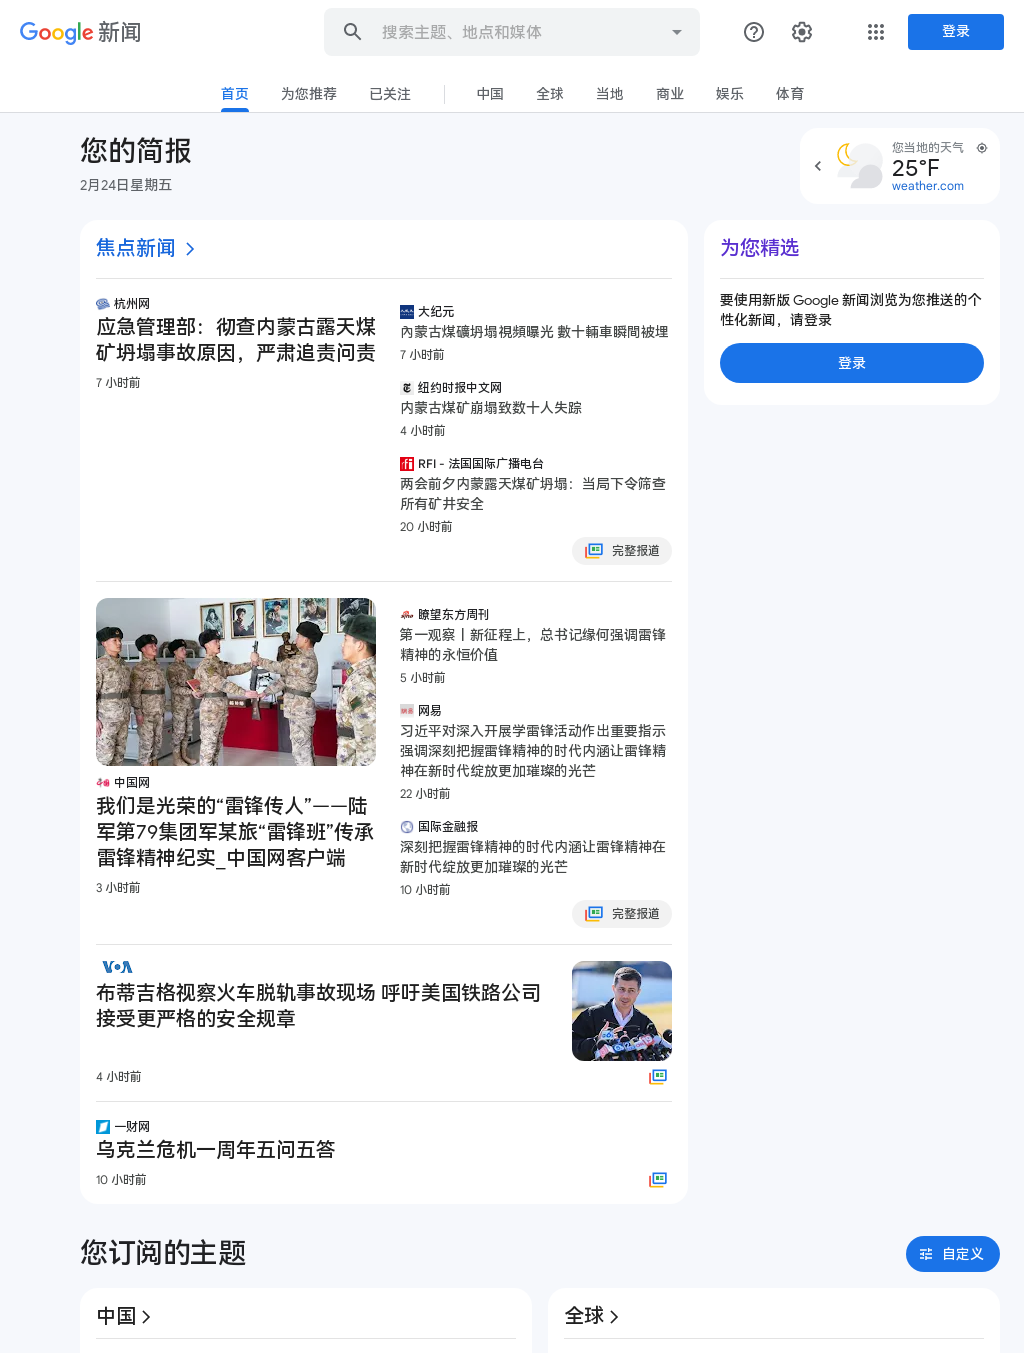 Google 新闻
搜索主题、地点和媒体
登录
首页
为您推荐
已关注
中国
全球
当地
商业
娱乐
体育
您的简报
2月24日星期五
您当地的天气
25°F
weather.com
焦点新闻
杭州网
应急管理部：彻查内蒙古露天煤
矿坍塌事故原因，严肃追责问责
7 小时前
大纪元
內蒙古煤礦坍塌視頻曝光 數十輛車瞬間被埋
7 小时前
纽约时报中文网
内蒙古煤矿崩塌致数十人失踪
4 小时前
RFI - 法国国际广播电台
两会前夕内蒙露天煤矿坍塌：当局下令筛查
所有矿井安全
20 小时前
完整报道
中国网
我们是光荣的“雷锋传人”——陆
军第79集团军某旅“雷锋班”传承
雷锋精神纪实_中国网客户端
3 小时前
瞭望东方周刊
第一观察丨新征程上，总书记缘何强调雷锋
精神的永恒价值
5 小时前
网易
习近平对深入开展学雷锋活动作出重要指示
强调深刻把握雷锋精神的时代内涵让雷锋精
神在新时代绽放更加璀璨的光芒
22 小时前
国际金融报
深刻把握雷锋精神的时代内涵让雷锋精神在
新时代绽放更加璀璨的光芒
10 小时前
完整报道
VOA
布蒂吉格视察火车脱轨事故现场 呼吁美国铁路公司
接受更严格的安全规章
4 小时前
一财网
乌克兰危机一周年五问五答
10 小时前
为您精选
要使用新版 Google 新闻浏览为您推送的个
性化新闻，请登录
登录
您订阅的主题
自定义
中国
全球